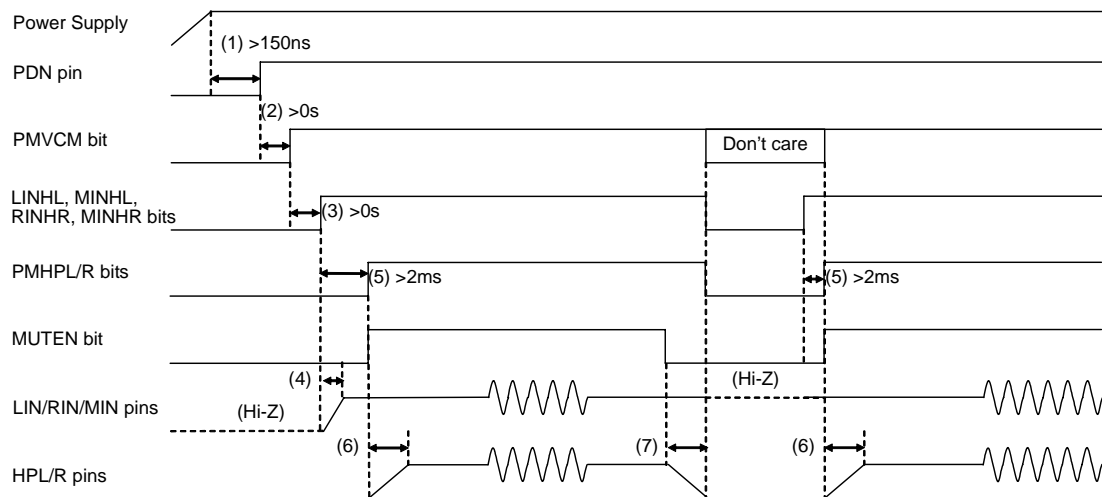 Power Supply
(1) >150ns
PDN pin
(2) >0s
PMVCM bit
Don't care
LINHL, MINHL,
RINHR, MINHR bits
(3) >0s
PMHPL/R bits
(5) >2ms
(5) >2ms
MUTEN bit
(4)
(Hi-Z)
(Hi-Z)
LIN/RIN/MIN pins
(6)
(7)
(6)
HPL/R pins